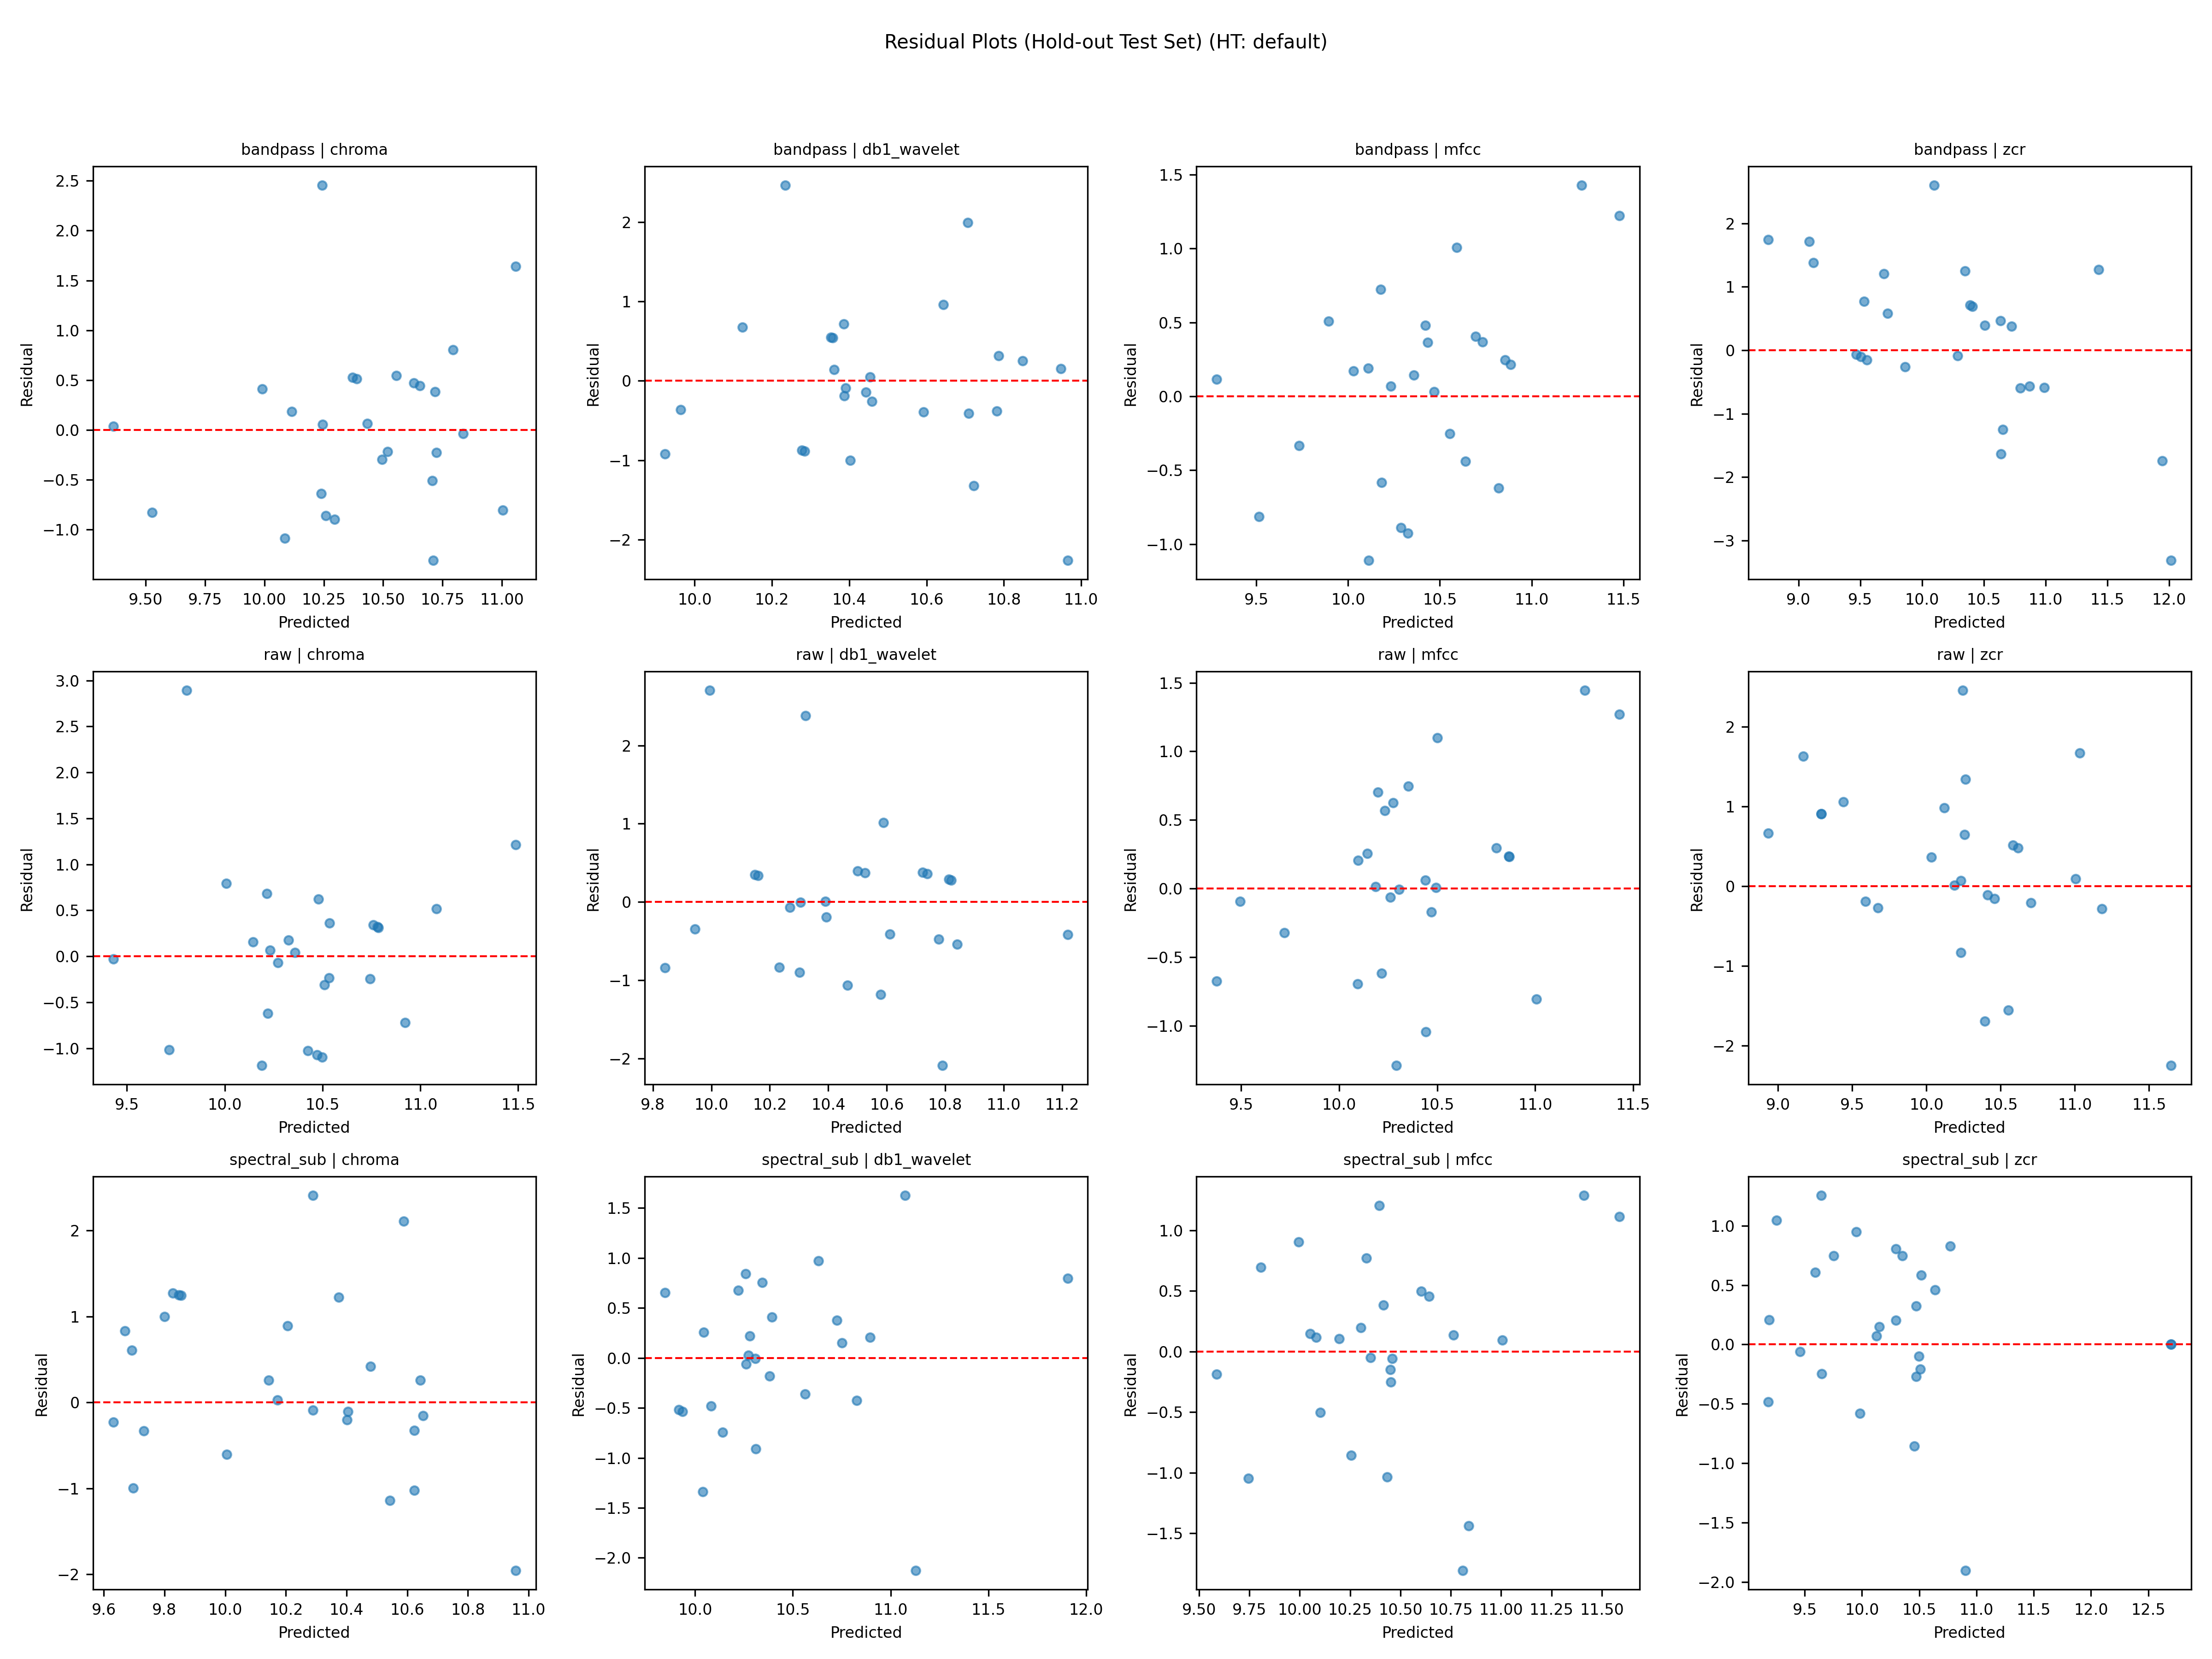 Residual Plots (Hold-out Test Set) (HT: default)
bandpass | chroma
2.5
2.0
1.5
1.0
0.5
0.0
−0.5
−1.0
Residual
9.50 9.75 10.00 10.25 10.50 10.75 11.00
Predicted
bandpass | db1_wavelet
2
1
0
−1
−2
Residual
10.0 10.2 10.4 10.6 10.8 11.0
Predicted
bandpass | mfcc
1.5
1.0
0.5
0.0
−0.5
−1.0
Residual
9.5 10.0 10.5 11.0 11.5
Predicted
bandpass | zcr
2
1
0
−1
−2
−3
Residual
9.0 9.5 10.0 10.5 11.0 11.5 12.0
Predicted
raw | chroma
3.0
2.5
2.0
1.5
1.0
0.5
0.0
−0.5
−1.0
Residual
9.5 10.0 10.5 11.0 11.5
Predicted
raw | db1_wavelet
2
1
0
−1
−2
Residual
9.8 10.0 10.2 10.4 10.6 10.8 11.0 11.2
Predicted
raw | mfcc
1.5
1.0
0.5
0.0
−0.5
−1.0
Residual
9.5 10.0 10.5 11.0 11.5
Predicted
raw | zcr
2
1
0
−1
−2
Residual
9.0 9.5 10.0 10.5 11.0 11.5
Predicted
spectral_sub | chroma
2
1
0
−1
−2
Residual
9.6 9.8 10.0 10.2 10.4 10.6 10.8 11.0
Predicted
spectral_sub | db1_wavelet
1.5
1.0
0.5
0.0
−0.5
−1.0
−1.5
−2.0
Residual
10.0 10.5 11.0 11.5 12.0
Predicted
spectral_sub | mfcc
1.0
0.5
0.0
−0.5
−1.0
−1.5
Residual
9.50 9.75 10.00 10.25 10.50 10.75 11.00 11.25 11.50
Predicted
spectral_sub | zcr
1.0
0.5
0.0
−0.5
−1.0
−1.5
−2.0
Residual
9.5 10.0 10.5 11.0 11.5 12.0 12.5
Predicted